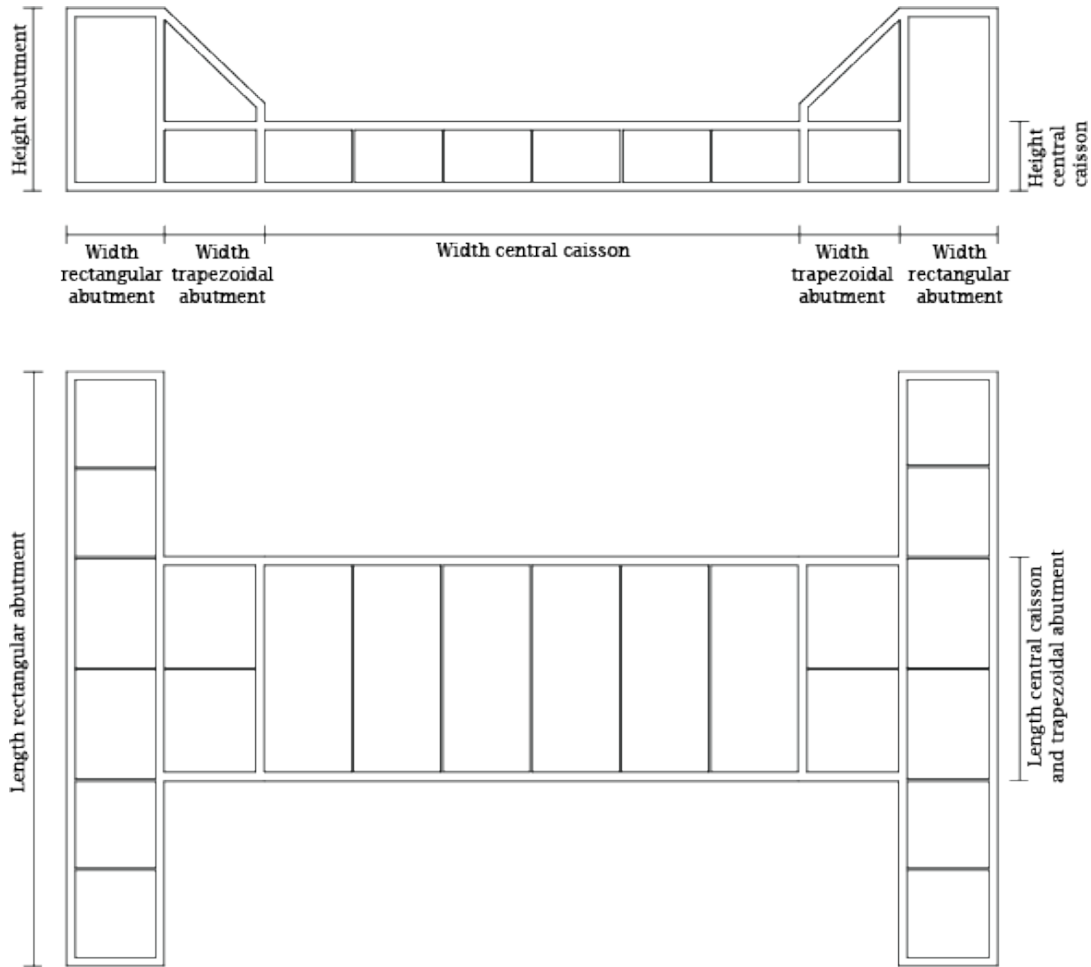 Height abutment
Height
central
caisson
Width
rectangular
abutment
Width
trapezoidal
abutment
Width central caisson
Width
trapezoidal
abutment
Width
rectangular
abutment
Length rectangular abutment
Length central caisson
and trapezoidal abutment